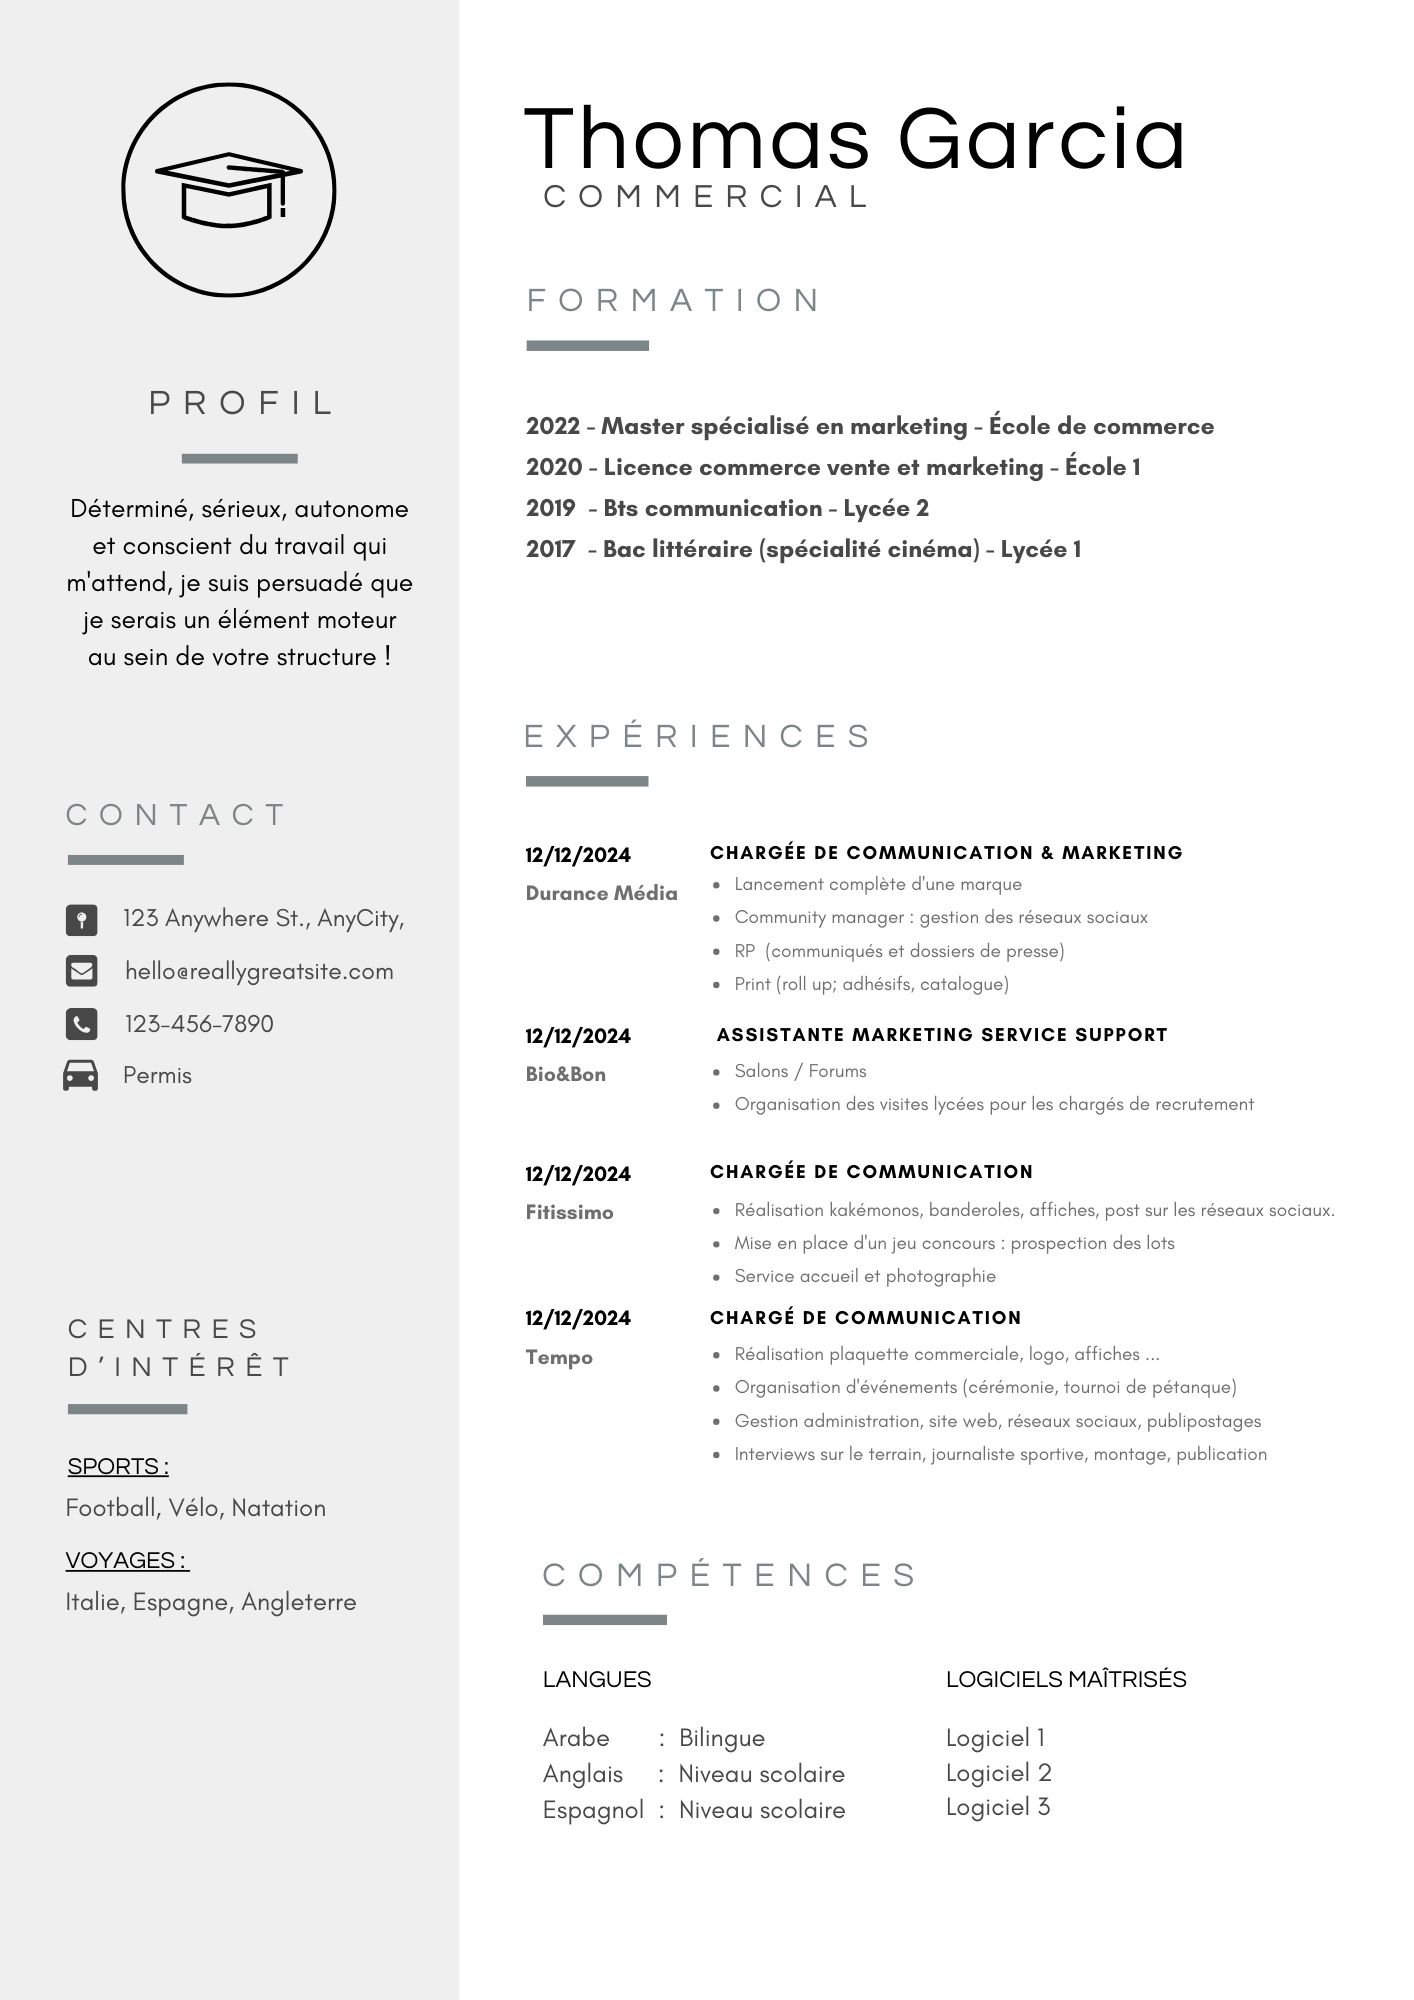 PROFIL
Déterminé, sérieux, autonome
et conscient du travail qui
m'attend, je suis persuadé que
je serais un élément moteur
au sein de votre structure !
CONTACT
123 Anywhere St., AnyCity,
hello@reallygreatsite.com
123-456-7890
Permis
CENTRES
D’INTÉRÊT
SPORTS :
Football, Vélo, Natation
VOYAGES :
Italie, Espagne, Angleterre
Thomas Garcia
COMMERCIAL
FORMATION
2022 - Master spécialisé en marketing - École de commerce
2020 - Licence commerce vente et marketing - École 1
2019 - Bts communication - Lycée 2
2017 - Bac littéraire (spécialité cinéma) - Lycée 1
EXPÉRIENCES
12/12/2024 CHARGÉE DE COMMUNICATION & MARKETING
Durance Média
• Lancement complète d'une marque
• Community manager : gestion des réseaux sociaux
• RP (communiqués et dossiers de presse)
• Print (roll up; adhésifs, catalogue)
12/12/2024 ASSISTANTE MARKETING SERVICE SUPPORT
Bio&Bon
• Salons / Forums
• Organisation des visites lycées pour les chargés de recrutement
12/12/2024 CHARGÉE DE COMMUNICATION
Fitissimo
• Réalisation kakémonos, banderoles, affiches, post sur les réseaux sociaux.
• Mise en place d'un jeu concours : prospection des lots
• Service accueil et photographie
12/12/2024 CHARGÉ DE COMMUNICATION
Tempo
• Réalisation plaquette commerciale, logo, affiches ...
• Organisation d'événements (cérémonie, tournoi de pétanque)
• Gestion administration, site web, réseaux sociaux, publipostages
• Interviews sur le terrain, journaliste sportive, montage, publication
COMPÉTENCES
LANGUES
Arabe : Bilingue
Anglais : Niveau scolaire
Espagnol : Niveau scolaire
LOGICIELS MAÎTRISÉS
Logiciel 1
Logiciel 2
Logiciel 3